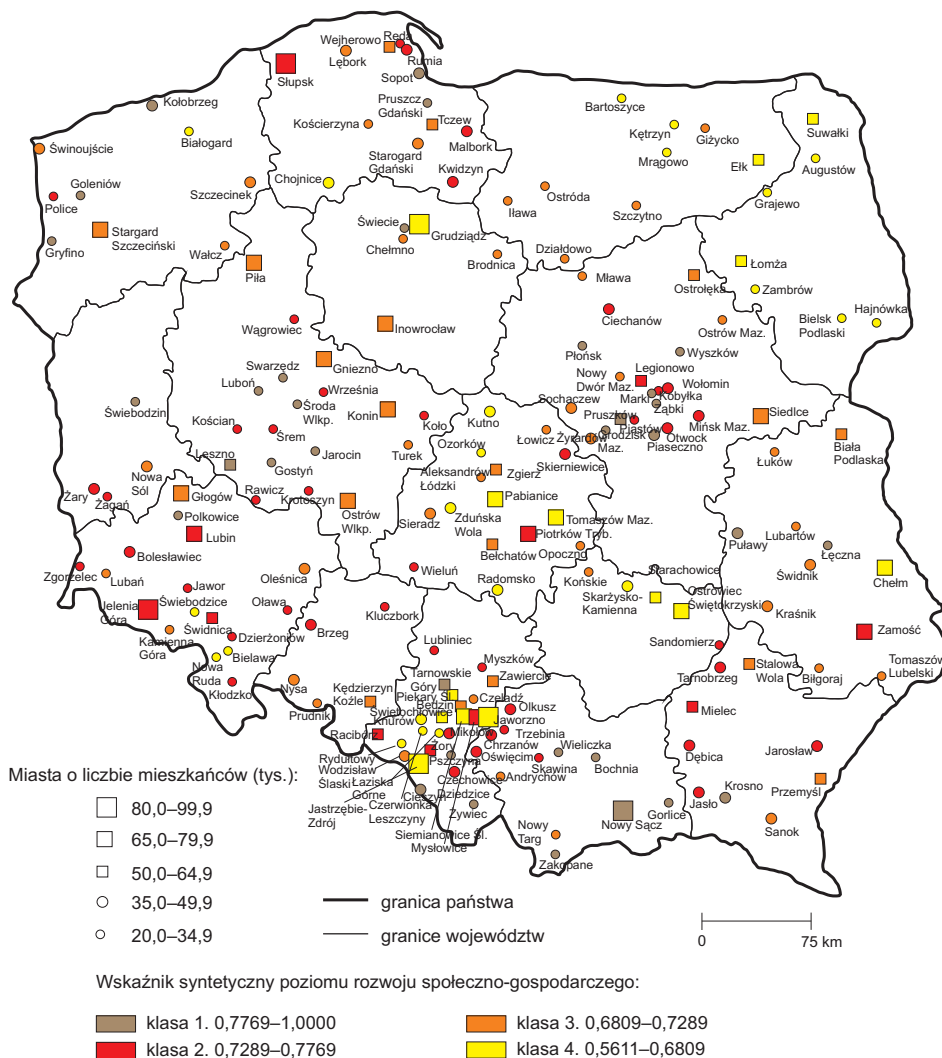 Wejherowo
Reda
Lębork
Rumia
Słupsk
Sopot
Kołobrzeg
Pruszcz
Gdański
Bartoszyce
Białogard
Kościerzyna
Tczew
Kętrzyn
Giżycko
Suwałki
Świnoujście
Malbork
Starogard
Gdański
Mrągowo
Ełk
Augustów
Goleniów
Szczecinek
Chojnice
Kwidzyn
Police
Ostróda
Grajewo
Iława
Szczytno
Stargard
Szczeciński
Świecie
Grudziądz
Gryfino
Wałcz
Chełmno
Działdowo
Łomża
Piła
Brodnica
Mława
Ostrołęka
Zambrów
Wągrowiec
Inowrocław
Ciechanów
Ostrów Maz.
Bielsk
Podlaski
Hajnówka
Swarzędz
Gniezno
Płońsk
Wyszków
Luboń
Września
Nowy
Dwór Maz.
Legionowo
Wołomin
Świebodzin
Środa
Wlkp.
Sochaczew
Marki
Kobyłka
Ząbki
Kościan
Śrem
Konin
Koło
Kutno
Pruszków
Piastów
Mińsk Maz.
Siedlce
Leszno
Gostyń
Jarocin
Turek
Ozorków
Łowicz
Żyrardów
Grodzisk
Maz.
Piaseczno
Otwock
Biała
Podlaska
Nowa
Sól
Aleksandrów
Łódzki
Zgierz
Skierniewice
Łuków
Żary
Żagań
Głogów
Rawicz
Krotoszyn
Ostrów
Wlkp.
Sieradz
Zduńska
Wola
Pabianice
Polkowice
Tomaszów Maz.
Lubin
Piotrków Tryb.
Puławy
Lubartów
Bolesławiec
Bełchatów
Opoczno
Łęczna
Zgorzelec
Lubań
Oleśnica
Wieluń
Radomsko
Końskie
Starachowice
Świdnik
Chełm
Jawor
Skarżysko-
Kamienna
Ostrowiec
Świętokrzyski
Jelenia
Góra
Świebodzice
Oława
Kluczbork
Kraśnik
Zamość
Świdnica
Kamienna
Góra
Dzierżoniów
Brzeg
Lubliniec
Sandomierz
Nowa
Ruda
Bielawa
Myszków
Tarnobrzeg
Stalowa
Wola
Biłgoraj
Tomaszów
Lubelski
Kłodzko
Nysa
Tarnowskie
Góry
Zawiercie
Kędzierzyn
Koźle
Piekary Śl.
Czeladź
Prudnik
Będzin
Olkusz
Mielec
Świętochłowice
Jaworzno
Knurów
Mikołów
Trzebinia
Racibórz
Żory
Chrzanów
Wieliczka
Dębica
Jarosław
Rydułtowy
Pszczyna
Oświęcim
Wodzisław
Śląski
Skawina
Bochnia
Łaziska
Górne
Czechowice
Dziedzice
Andrychów
Krosno
Przemyśl
Jastrzębie-
Zdrój
Cieszyn
Jasło
Czerwionka
Leszczyny
Żywiec
Nowy Sącz
Gorlice
Siemianowice Śl.
Mysłowice
Nowy
Targ
Sanok
Zakopane
Miasta o liczbie mieszkańców (tys.):
80,0–99,9
65,0–79,9
50,0–64,9
35,0–49,9
20,0–34,9
granica państwa
granice województw
0 75 km
Wskaźnik syntetyczny poziomu rozwoju społeczno-gospodarczego:
klasa 1. 0,7769–1,0000
klasa 3. 0,6809–0,7289
klasa 2. 0,7289–0,7769
klasa 4. 0,5611–0,6809